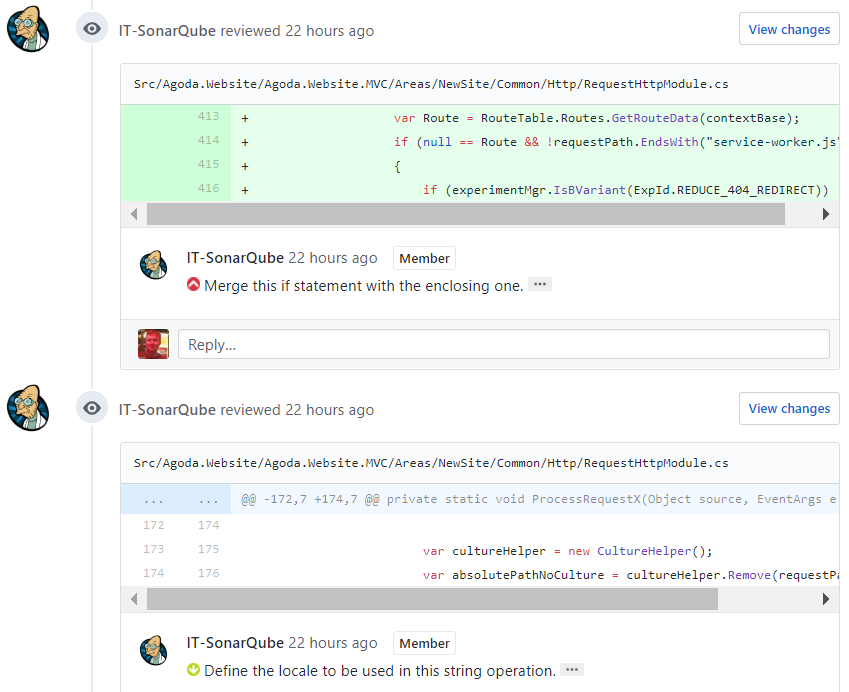 IT-SonarQube reviewed 22 hours ago
View changes
Src/Agoda.Website/Agoda.Website.MVC/Areas/NewSite/Common/Http/RequestHttpModule.cs
413 + var Route = RouteTable.Routes.GetRouteData(contextBase);
414 + if (null == Route && !requestPath.EndsWith("service-worker.js"
415 + {
416 + if (experimentMgr.IsBVariant(ExpId.REDUCE_404_REDIRECT))
IT-SonarQube 22 hours ago Member
Merge this if statement with the enclosing one. ...
Reply...
IT-SonarQube reviewed 22 hours ago
View changes
Src/Agoda.Website/Agoda.Website.MVC/Areas/NewSite/Common/Http/RequestHttpModule.cs
... ... @@ -172,7 +174,7 @@ private static void ProcessRequestX(Object source, EventArgs e
172 174
173 175 var cultureHelper = new CultureHelper();
174 176 var absolutePathNoCulture = cultureHelper.Remove(requestPa
IT-SonarQube 22 hours ago Member
Define the locale to be used in this string operation. ...